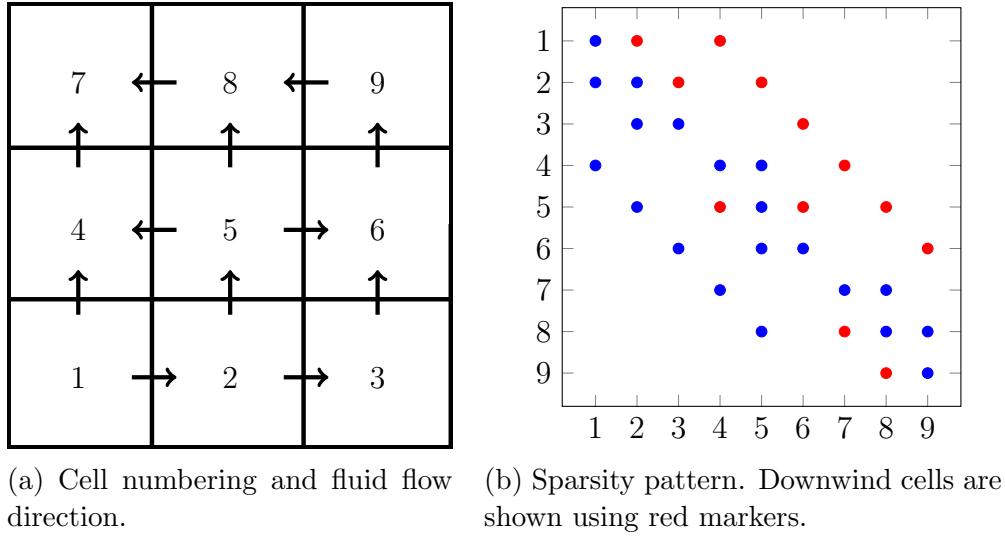 7 8 9
4 5 6
1 2 3
1
2
3
4
5
6
7
8
9
1 2 3 4 5 6 7 8 9
(a) Cell numbering and fluid flow
direction.
(b) Sparsity pattern. Downwind cells are
shown using red markers.